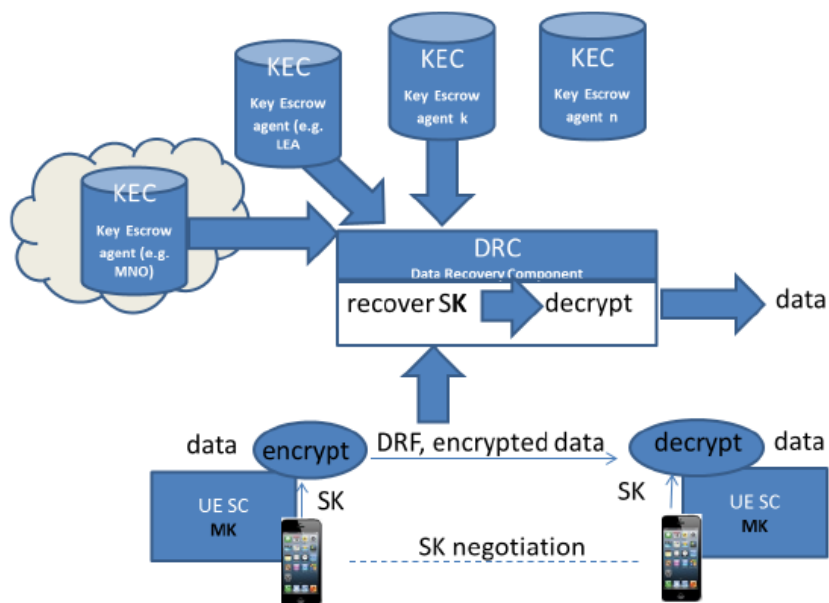 KEC
Key Escrow
agent (e.g.
LEA
KEC
Key Escrow
agent k
KEC
Key Escrow
agent n
KEC
Key Escrow
agent (e.g.
MNO)
DRC
Data Recovery Component
recover SK
decrypt
data
data
encrypt
DRF, encrypted data
decrypt
data
SK
SK
UE SC
MK
UE SC
MK
SK negotiation